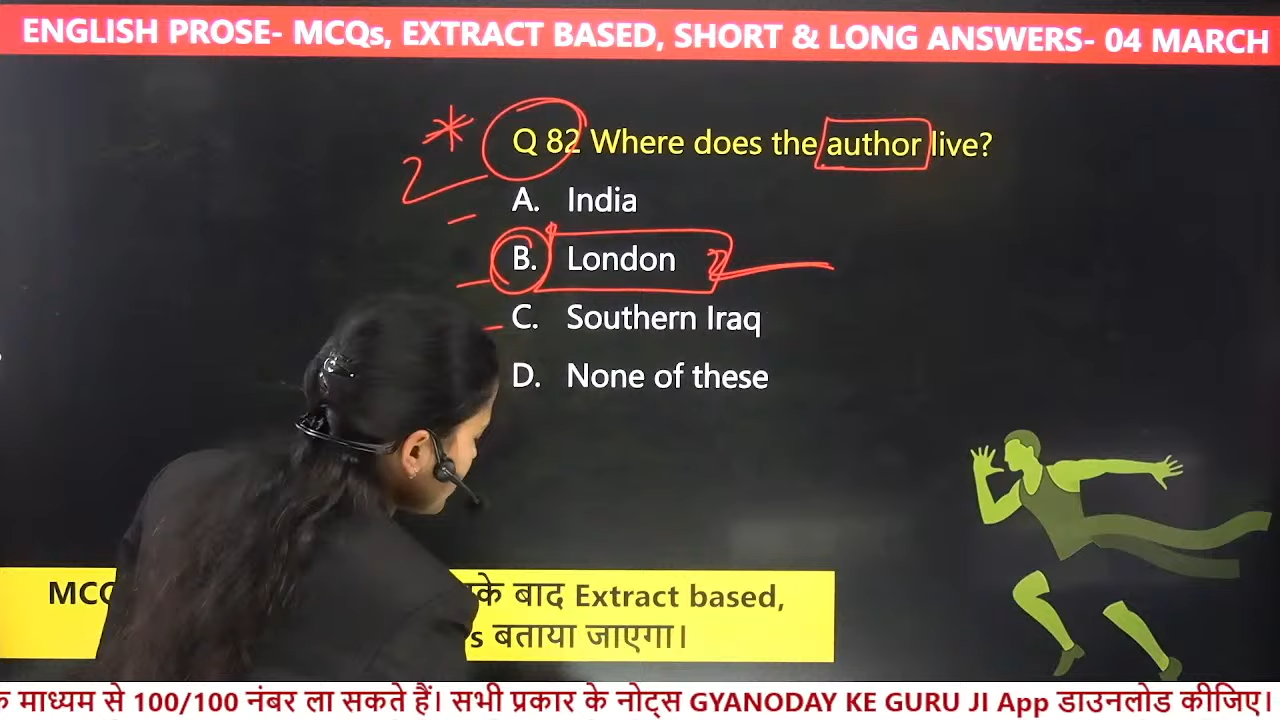 ENGLISH PROSE- MCQs, EXTRACT BASED, SHORT & LONG ANSWERS- 04 MARCH
Q 82 Where does the author live?
A. India
B. London
C. Southern Iraq
D. None of these
के बाद Extract based,
बताया जाएगा।
माध्यम से 100/100 नंबर ला सकते हैं। सभी प्रकार के नोट्स GYANODAY KE GURU JI App डाउनलोड कीजिए।